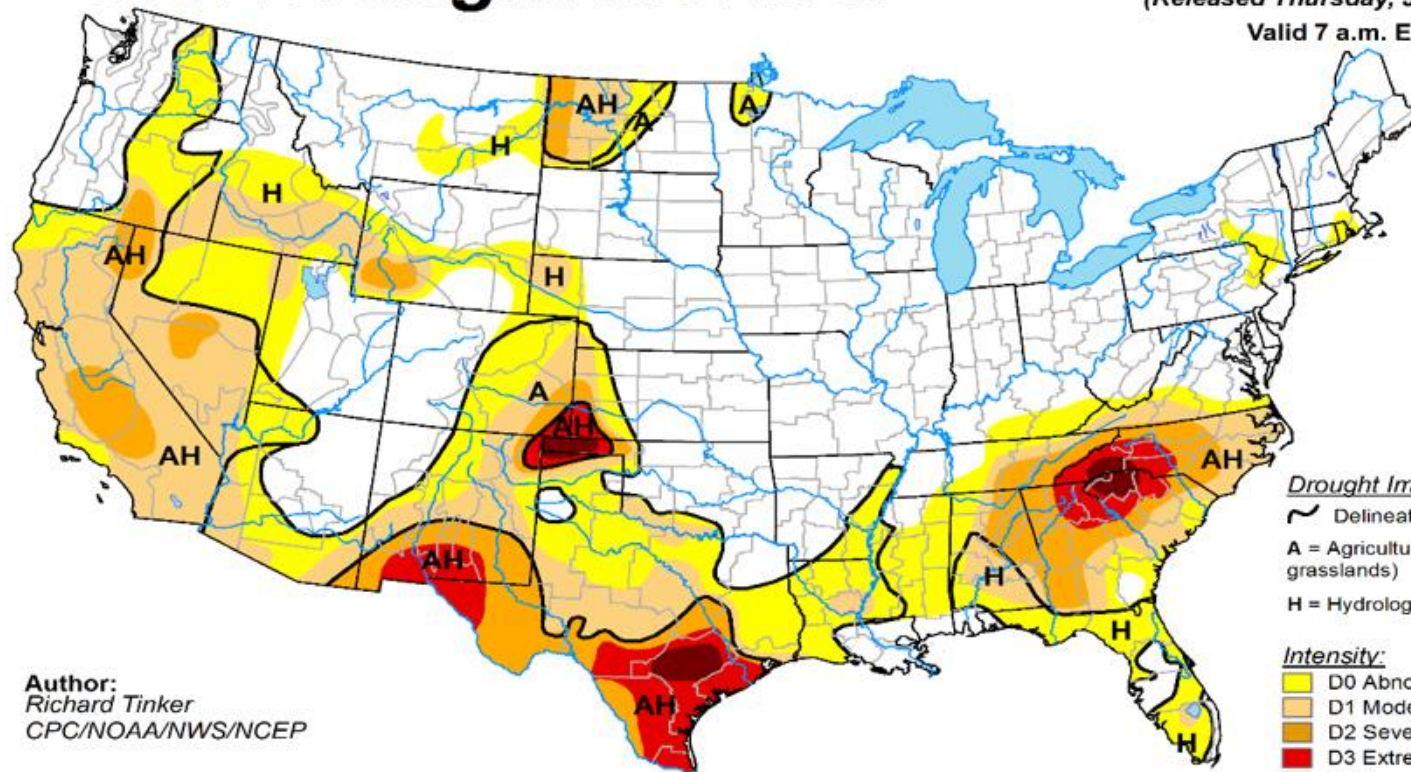 (Released Thursday,
Valid 7 a.m. E
AH
A
A
H
H
AH
H
A
AH
AH
AH
AH
H
AH
H
H
Drought Im
Delineat
A = Agricultu
grasslands)
H = Hydrolog
Intensity:
D0 Abno
D1 Mode
D2 Seve
D3 Extre
Author:
Richard Tinker
CPC/NOAA/NWS/NCEP